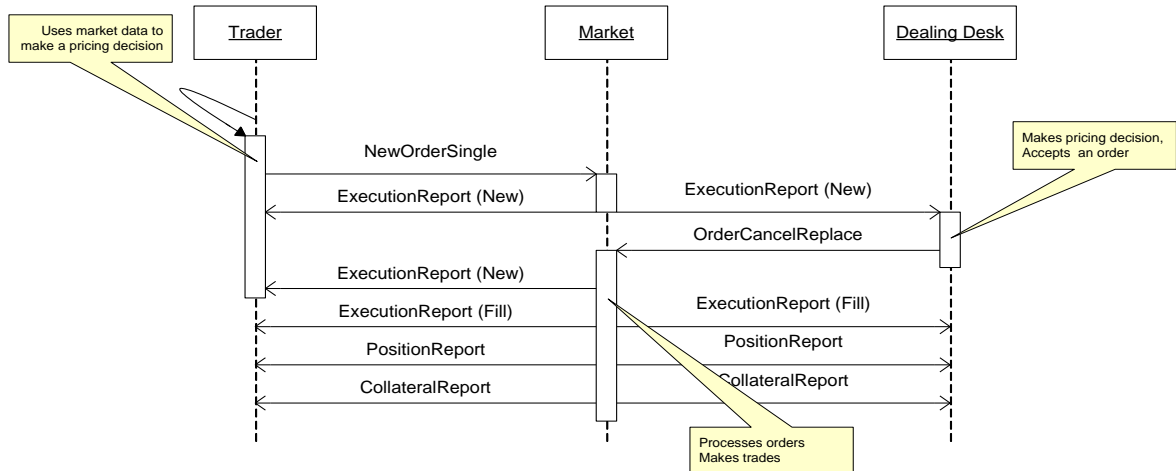 Uses market data to
make a pricing decision
Trader
Market
Dealing Desk
Makes pricing decision,
Accepts an order
NewOrderSingle
ExecutionReport (New)
ExecutionReport (New)
OrderCancelReplace
ExecutionReport (New)
ExecutionReport (Fill)
ExecutionReport (Fill)
PositionReport
PositionReport
CollateralReport
CollateralReport
Processes orders
Makes trades